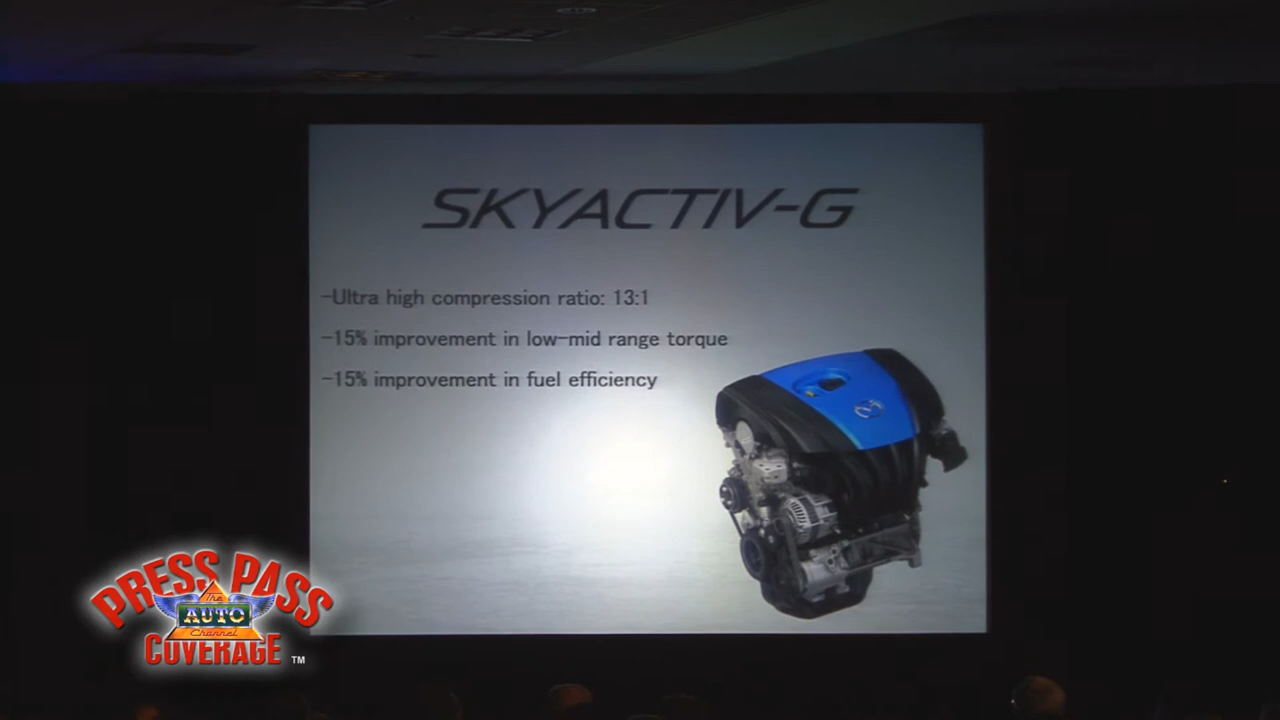 SKYACTIV-G
-Ultra high compression ratio: 13:1
-15% improvement in low-mid range torque
-15% improvement in fuel efficiency
PRESS PASS
The
AUTO
Channel
COVERAGE ™